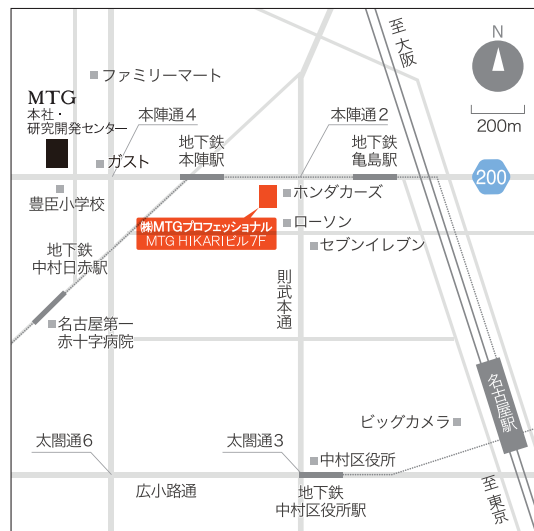 至大阪
N
200m
ファミリーマート
MTG
本社・
研究開発センター
本陣通4
本陣通2
ガスト
地下鉄
本陣駅
地下鉄
亀島駅
200
豊臣小学校
ホンダカーズ
㈱MTGプロフェッショナル
MTG HIKARIビル7F
ローソン
セブンイレブン
地下鉄
中村日赤駅
則武本通
名古屋第一
赤十字病院
名古屋駅
ビッグカメラ
太閤通6
太閤通3
中村区役所
広小路通
地下鉄
中村区役所駅
至東京